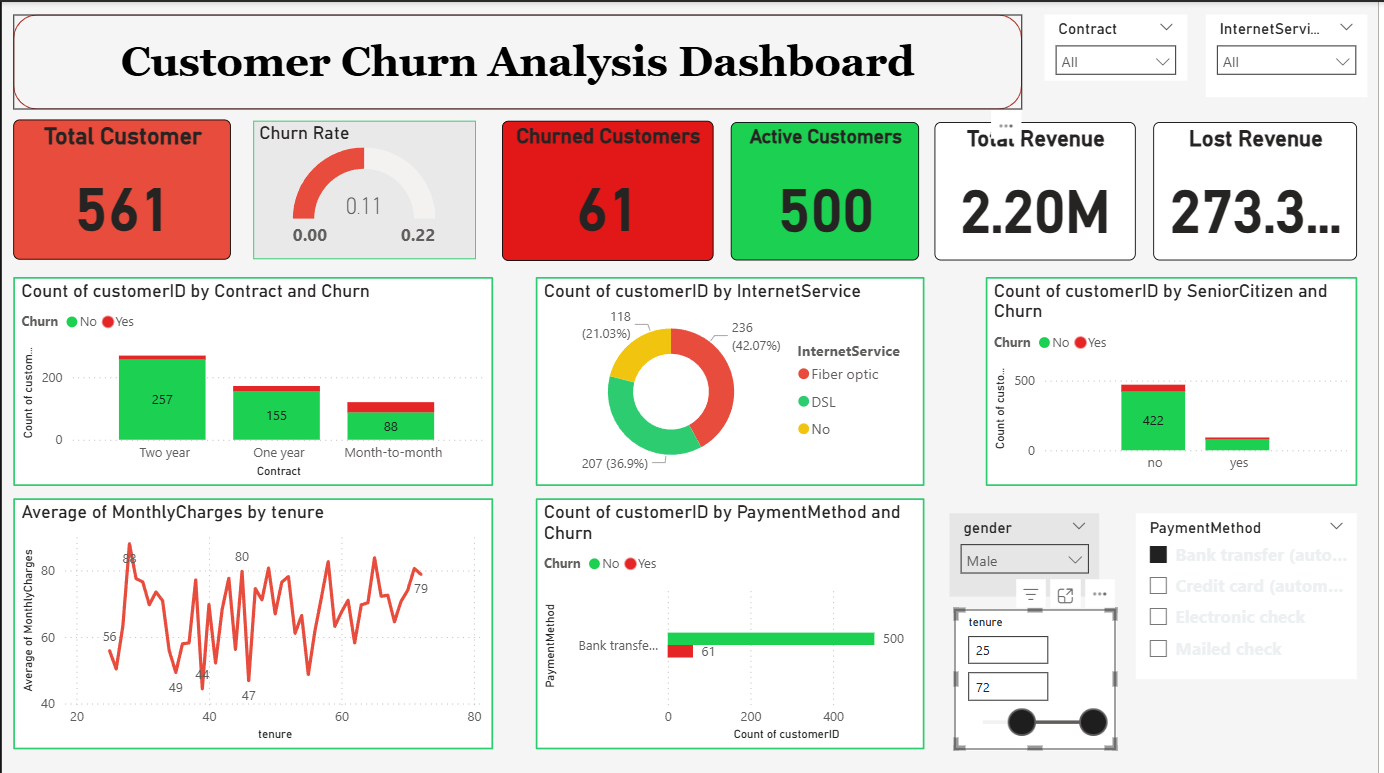 Customer Churn Analysis Dashboard
Contract
All
InternetServi...
All
Total Customer
561
Churn Rate
0.11
0.00
0.22
Churned Customers
61
Active Customers
500
Total Revenue
2.20M
Lost Revenue
273.3...
Count of customerID by Contract and Churn
Churn No Yes
Count of custom...
200
0
257
155
88
Two year
One year
Month-to-month
Contract
Count of customerID by InternetService
118
(21.03%)
236
(42.07%)
207 (36.9%)
InternetService
Fiber optic
DSL
No
Count of customerID by SeniorCitizen and
Churn
Churn No Yes
Count of custo...
500
0
422
no
yes
Average of MonthlyCharges by tenure
Average of MonthlyCharges
80
60
40
56
88
49
44
80
47
79
20
40
60
80
tenure
Count of customerID by PaymentMethod and
Churn
Churn No Yes
PaymentMethod
Bank transfe...
500
61
0
200
400
Count of customerID
gender
Male
tenure
25
72
PaymentMethod
Bank transfer (auto...
Credit card (autom...
Electronic check
Mailed check